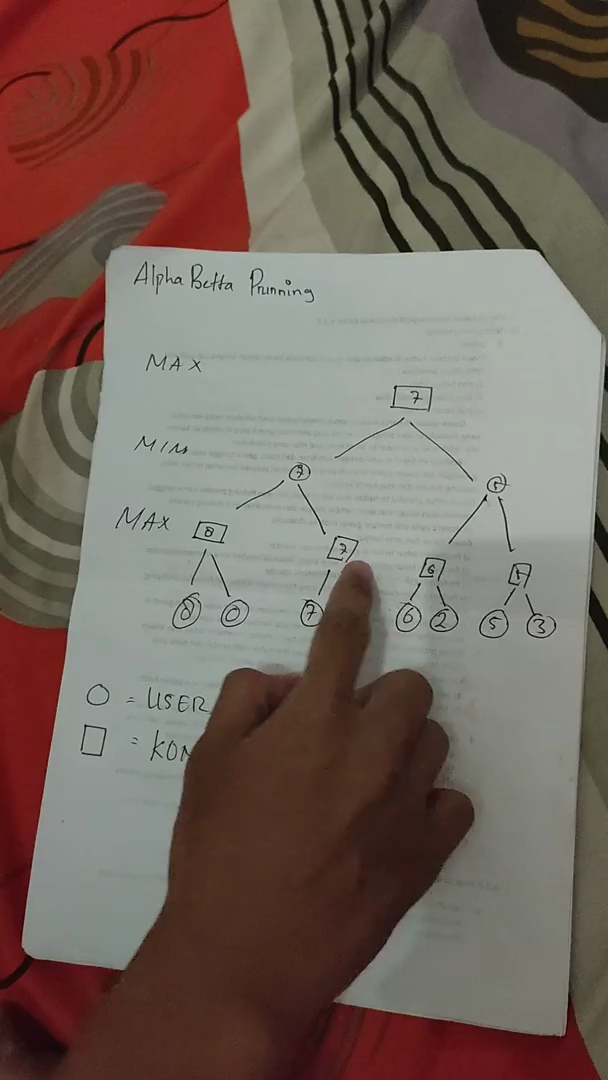 Alpha Betta Prunning
MAX
7
MIN
7
MAX
8
7
6
8
0
7
6
2
5
3
○ = USER
□ = KOM